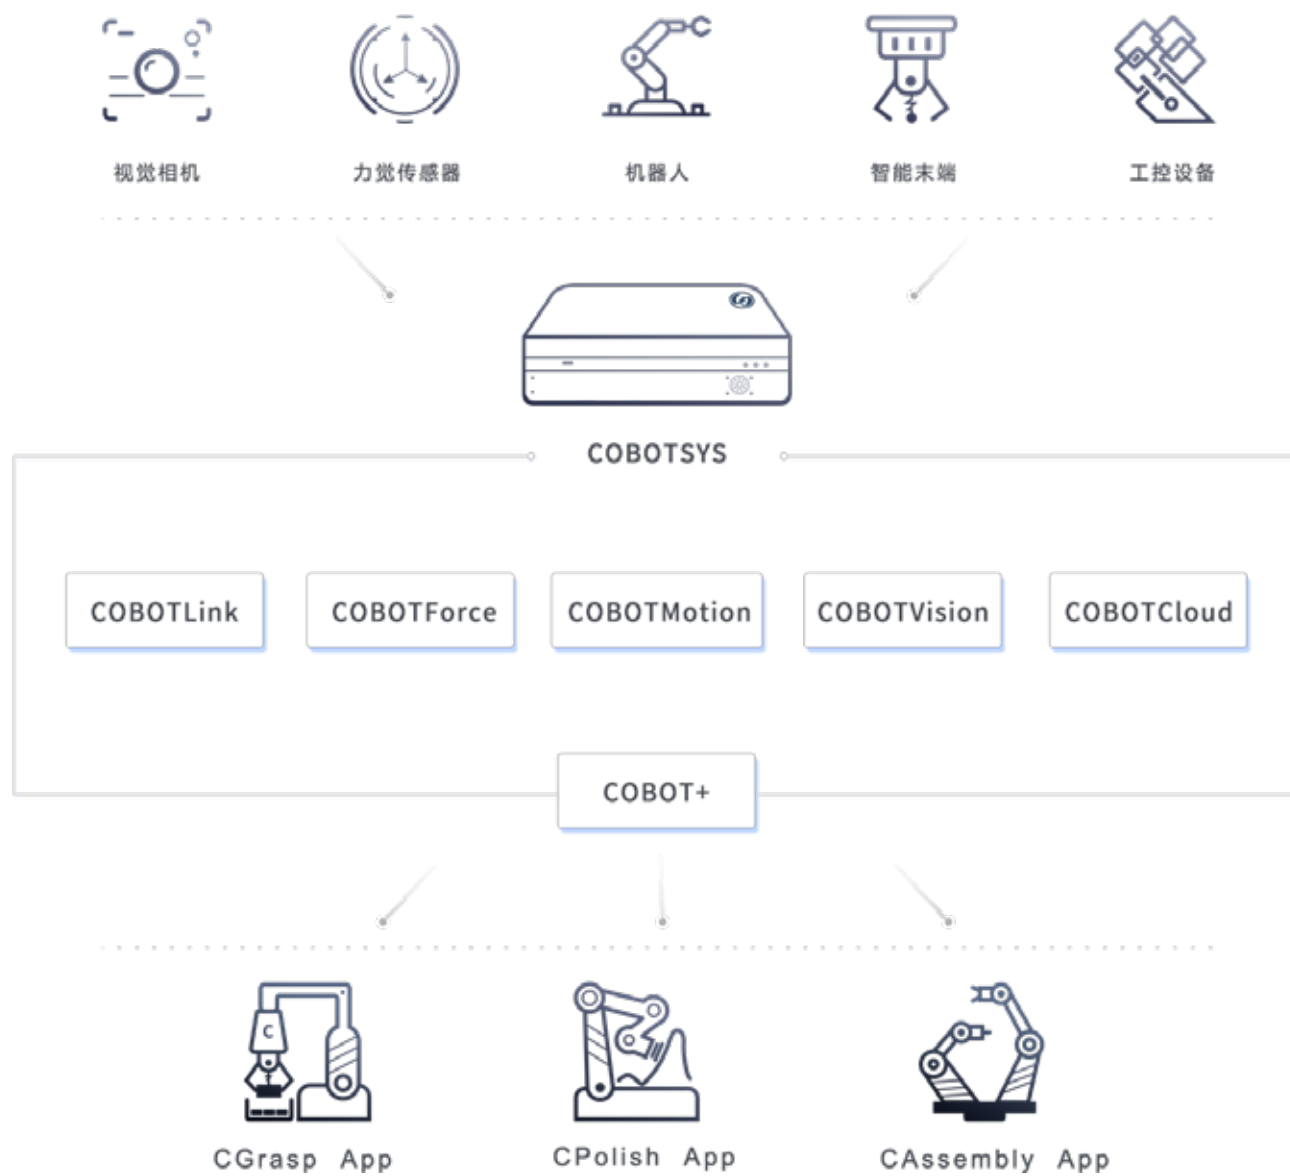 视觉相机 力觉传感器 机器人 智能末端 工控设备
COBOTSYS
COBOTLink COBOTForce COBOTMotion COBOTVision COBOTCloud
COBOT+
C
CGrasp App CPolish App CAssembly App